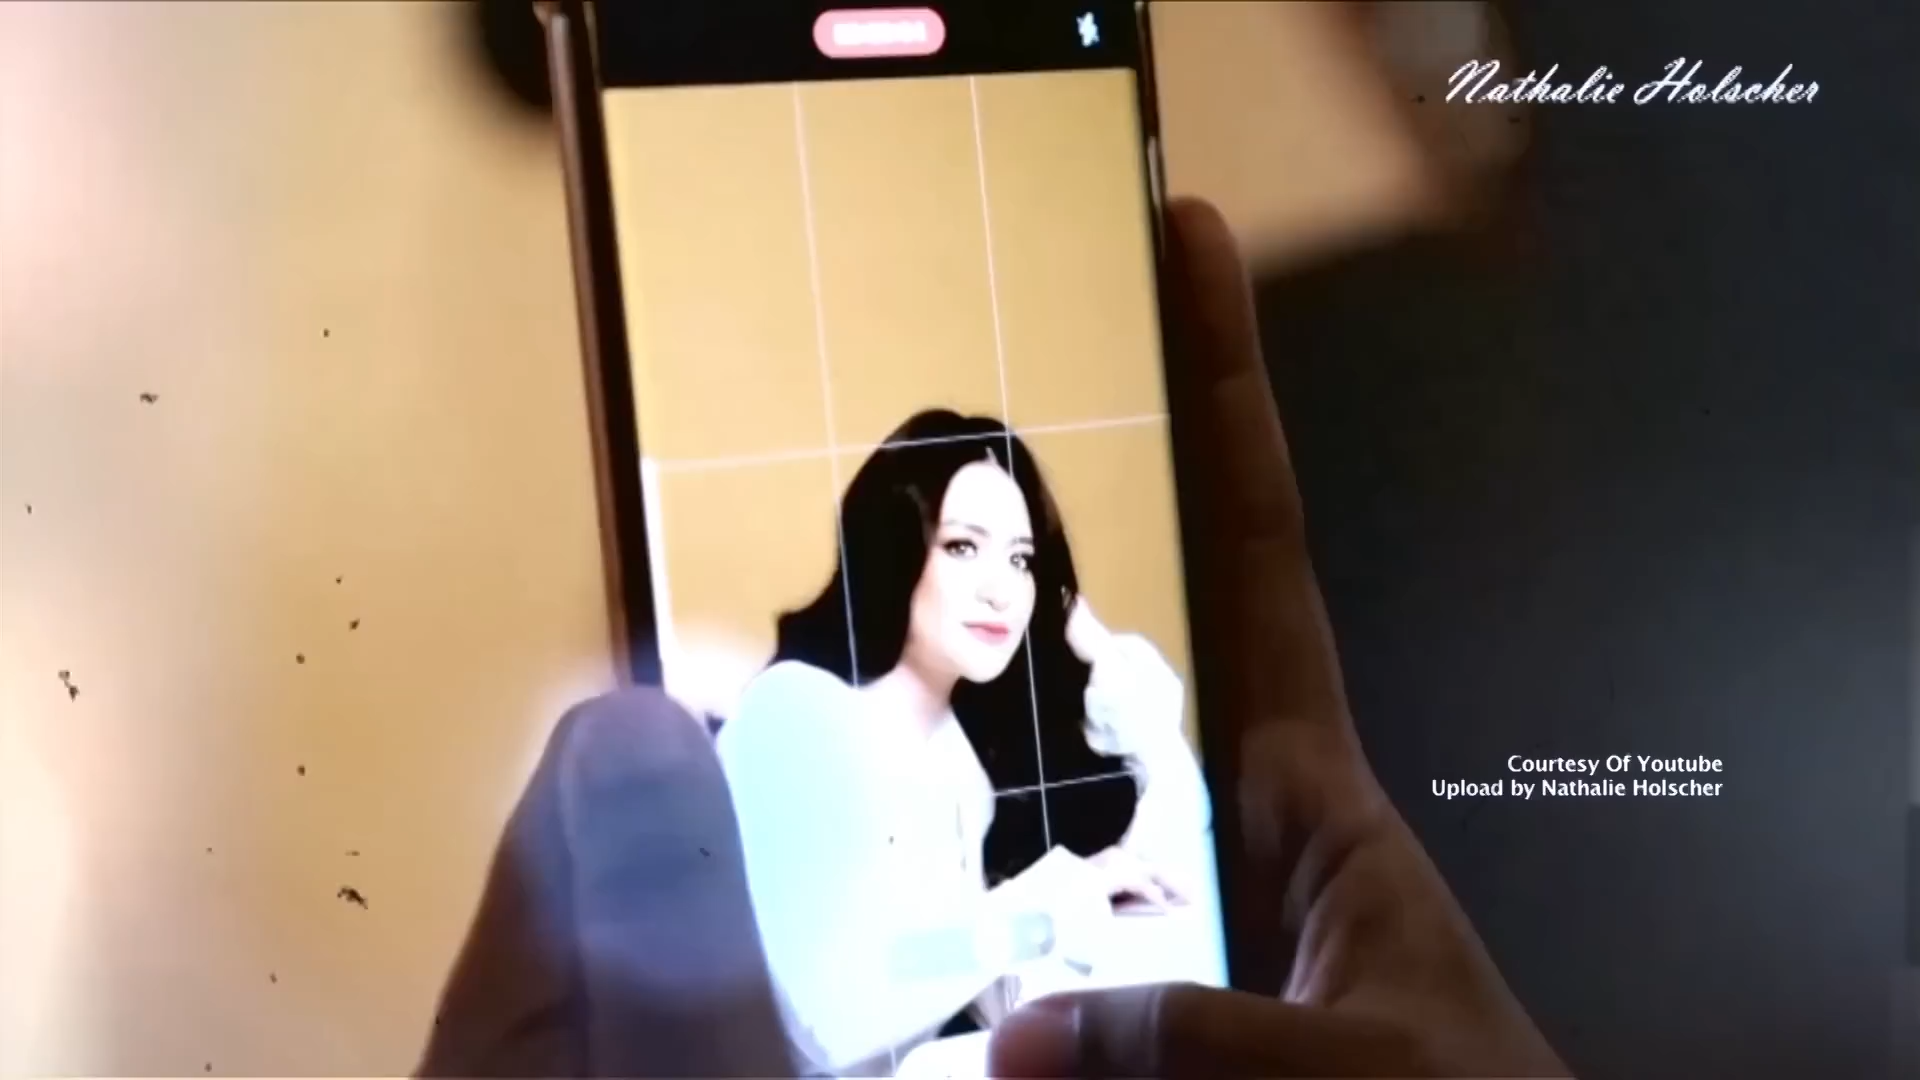 Nathalie Holscher
Courtesy Of Youtube
Upload by Nathalie Holscher